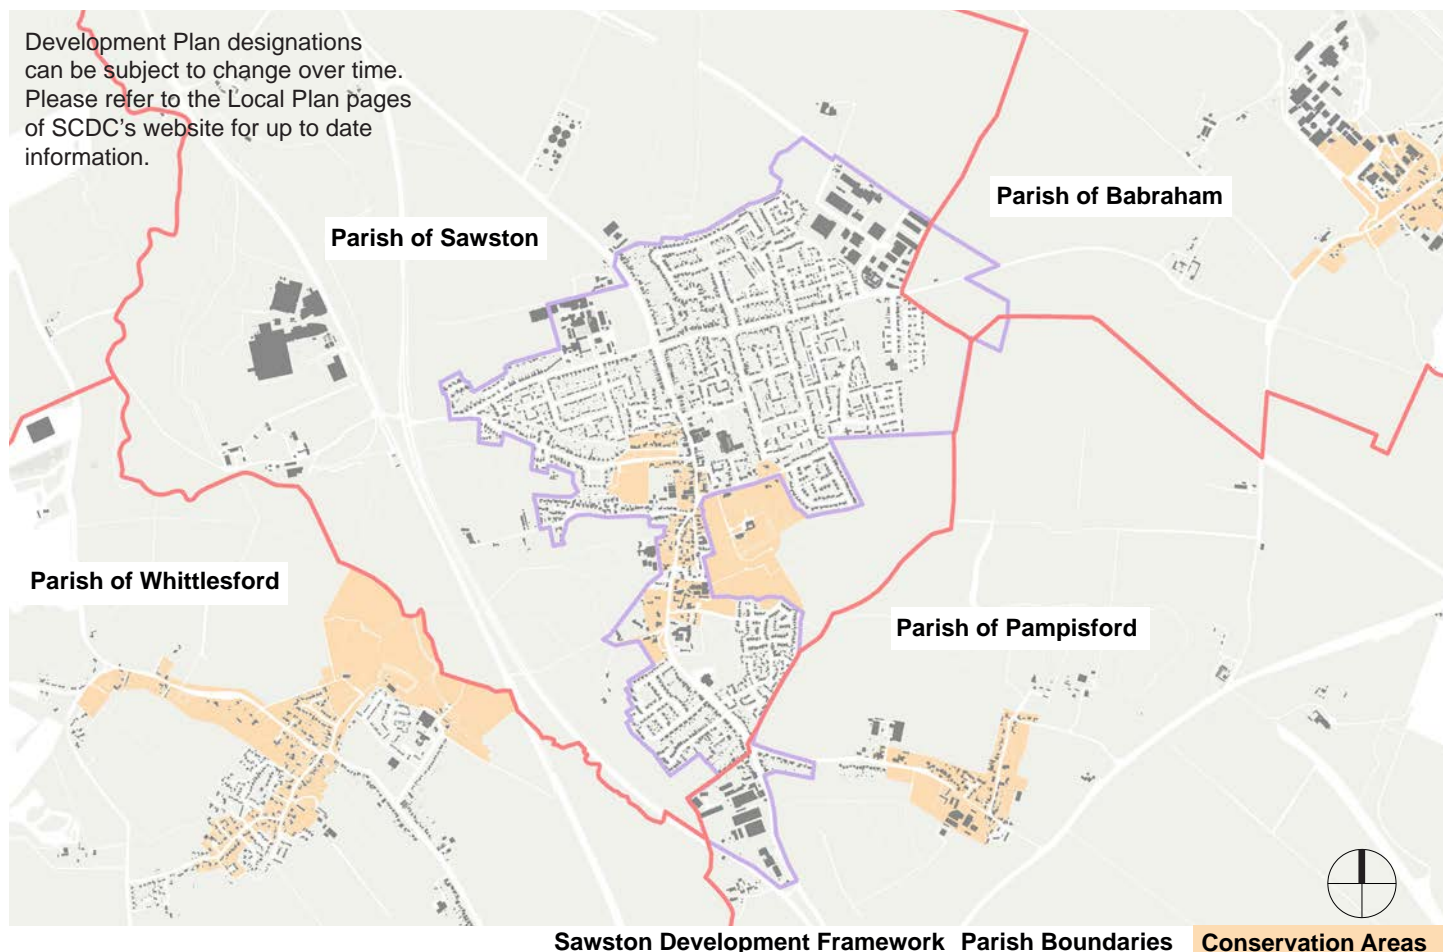 Development Plan designations
can be subject to change over time.
Please refer to the Local Plan pages
of SCDC's website for up to date
information.
Parish of Babraham
Parish of Sawston
Parish of Whittlesford
Parish of Pampisford
Sawston Development Framework Parish Boundaries Conservation Areas